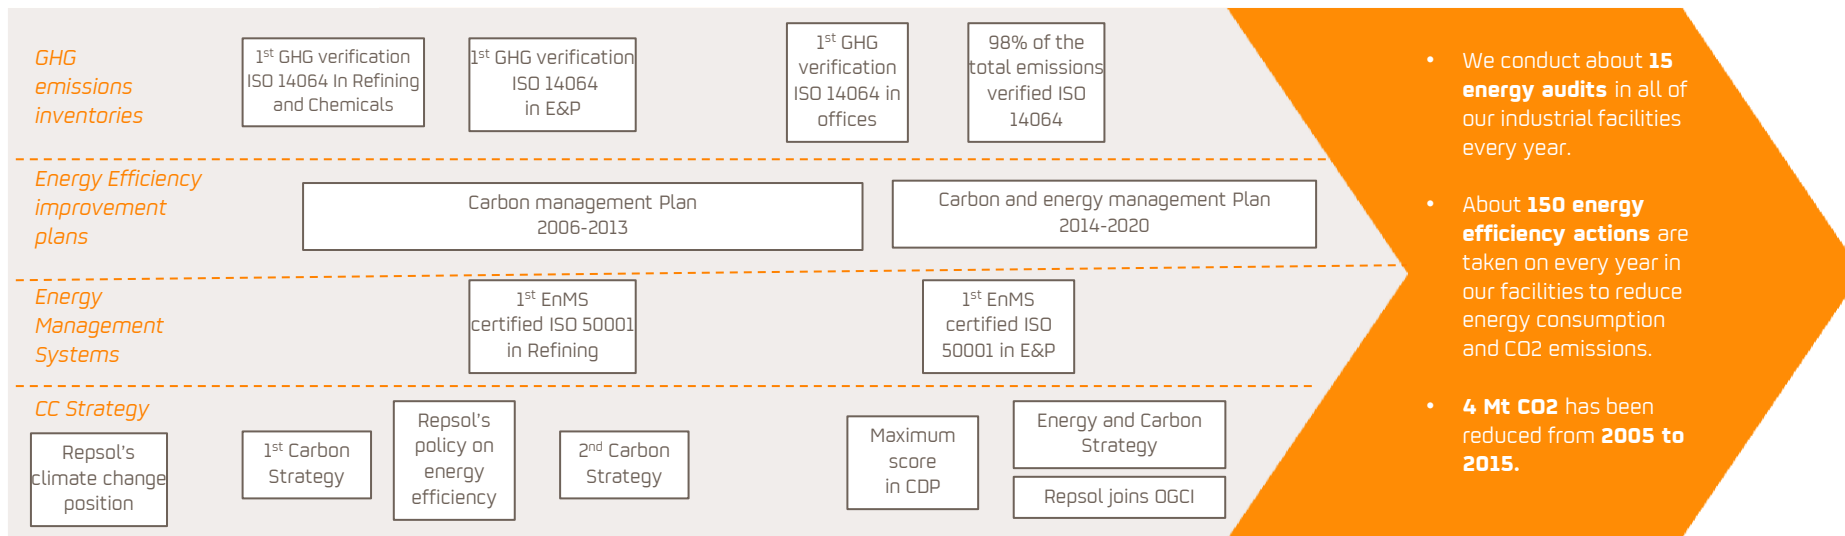 GHG
emissions
inventories
1st GHG verification
ISO 14064 In Refining
and Chemicals
1st GHG verification
ISO 14064
in E&P
1st GHG
verification
ISO 14064 in
offices
98% of the
total emissions
verified ISO
14064
Energy Efficiency
improvement
plans
Carbon management Plan
2006-2013
Carbon and energy management Plan
2014-2020
Energy
Management
Systems
1st EnMS
certified ISO 50001
in Refining
1st EnMS
certified ISO
50001 in E&P
CC Strategy
Repsol's
climate change
position
1st Carbon
Strategy
Repsol's
policy on
energy
efficiency
2nd Carbon
Strategy
Maximum
score
in CDP
Energy and Carbon
Strategy
Repsol joins OGCI
• We conduct about 15
energy audits in all of
our industrial facilities
every year.
• About 150 energy
efficiency actions are
taken on every year in
our facilities to reduce
energy consumption
and CO2 emissions.
• 4 Mt CO2 has been
reduced from 2005 to
2015.